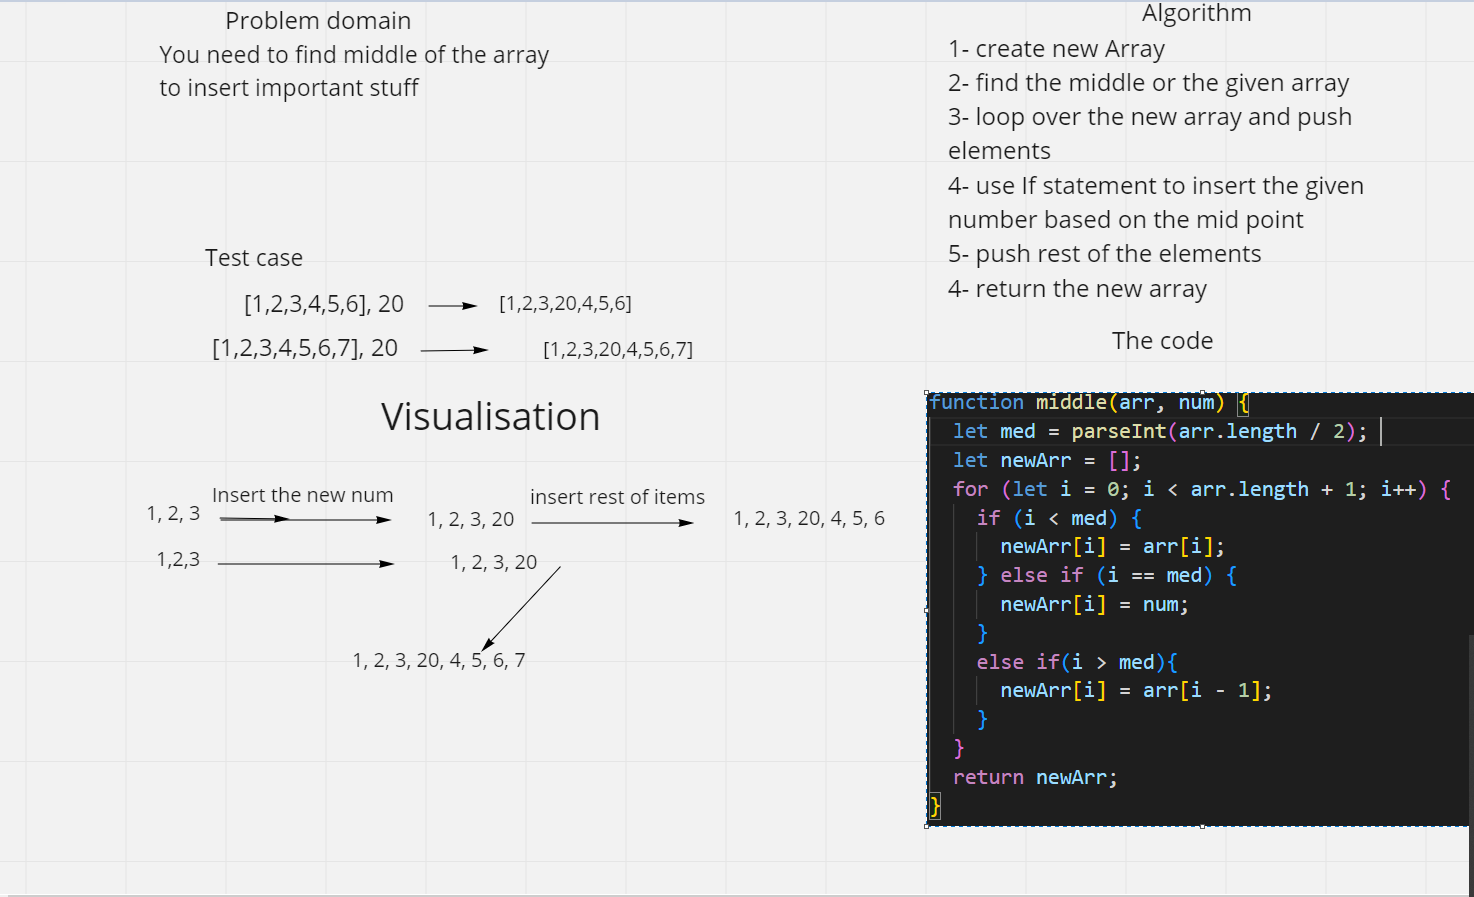 Problem domain
You need to find middle of the array
to insert important stuff
Test case
[1,2,3,4,5,6], 20 [1,2,3,20,4,5,6]
[1,2,3,4,5,6,7], 20 [1,2,3,20,4,5,6,7]
Visualisation
Insert the new num insert rest of items
1, 2, 3 1, 2, 3, 20 1, 2, 3, 20, 4, 5, 6
1,2,3 1, 2, 3, 20
1, 2, 3, 20, 4, 5, 6, 7
Algorithm
1- create new Array
2- find the middle or the given array
3- loop over the new array and push
elements
4- use If statement to insert the given
number based on the mid point
5- push rest of the elements
4- return the new array
The code
function middle(arr, num) {
  let med = parseInt(arr.length / 2);
  let newArr = [];
  for (let i = 0; i < arr.length + 1; i++) {
    if (i < med) {
      newArr[i] = arr[i];
    } else if (i == med) {
      newArr[i] = num;
    }
    else if(i > med){
      newArr[i] = arr[i - 1];
    }
  }
  return newArr;
}